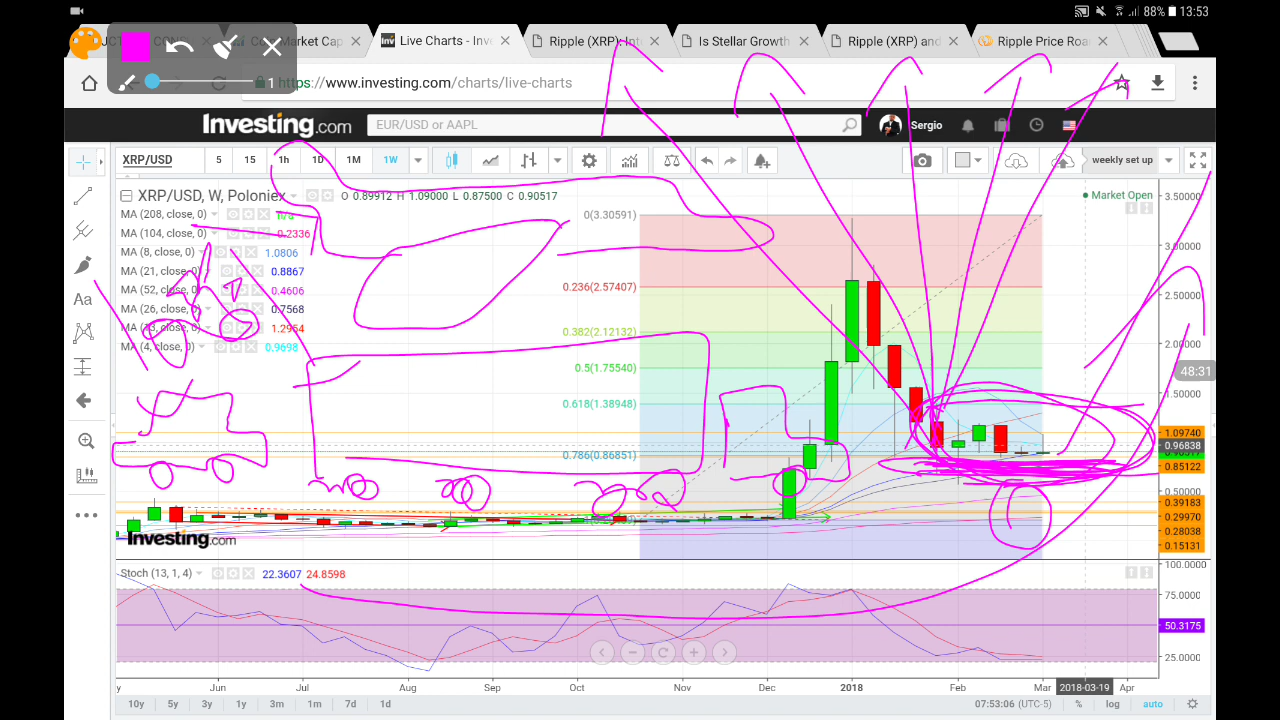 88% 13:53
Live Charts - Inve
Ripple (XRP): Int
Is Stellar Growth
Ripple (XRP) and
Ripple Price Roa
1
https://www.investing.com/charts/live-charts
Investing.com
EUR/USD or AAPL
Sergio
XRP/USD 5 15 1h 1D 1M 1W weekly set up
XRP/USD, W, Poloniex O 0.89912 H 1.09000 L 0.87500 C 0.90517
Market Open
MA (208, close, 0) n/a
MA (104, close, 0) 0.2336
MA (8, close, 0) 1.0806
MA (21, close, 0) 0.8867
MA (52, close, 0) 0.4606
MA (26, close, 0) 0.7568
MA (13, close, 0) 1.2954
MA (4, close, 0) 0.9698
0(3.30591)
0.236(2.57407)
0.382(2.12132)
0.5(1.75540)
0.618(1.38948)
0.786(0.86851)
3.50000
3.00000
2.50000
2.00000
48:31
1.50000
1.09740
0.96838
0.85122
0.50000
0.39183
0.29970
0.28038
0.15131
Aa
Investing.com
Stoch (13, 1, 4) 22.3607 24.8598
100.0000
75.0000
50.3175
25.0000
Jun Jul Aug Sep Oct Nov Dec 2018 Feb Mar 2018-03-19 Apr
10y 5y 3y 1y 3m 1m 7d 1d 07:53:06 (UTC-5) % log auto